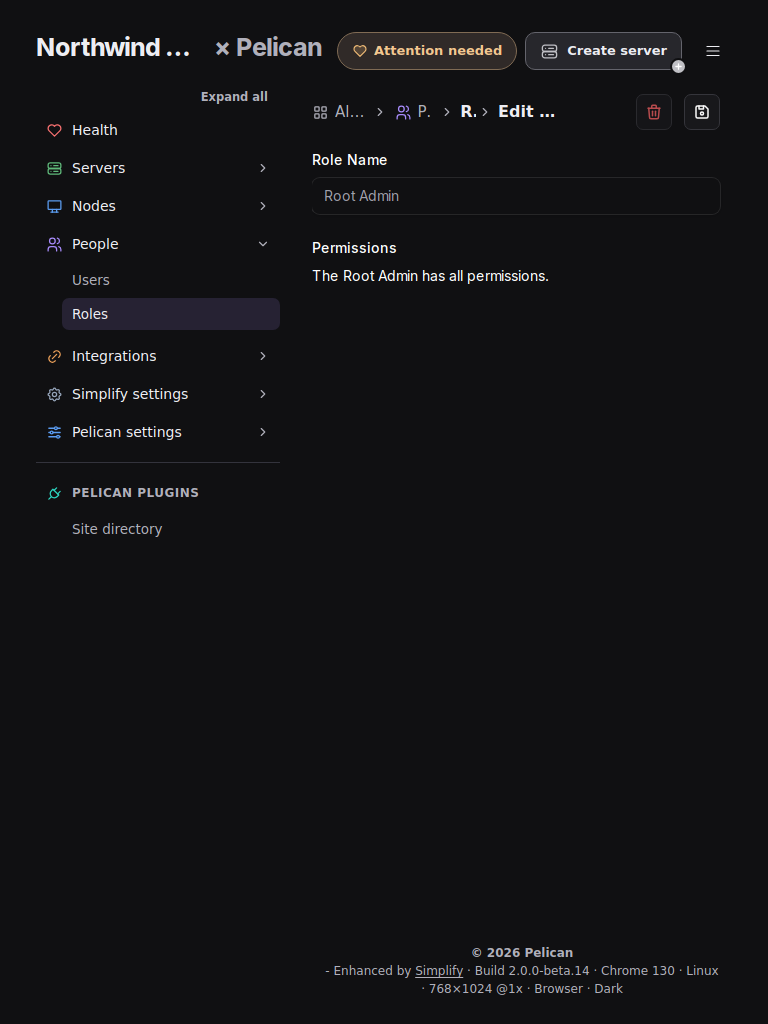 Northwind ... × Pelican
Attention needed
Create server
Expand all
Health
Servers
Nodes
People
Users
Roles
Integrations
Simplify settings
Pelican settings
PELICAN PLUGINS
Site directory
Al... > P. > R. > Edit ...
Role Name
Root Admin
Permissions
The Root Admin has all permissions.
© 2026 Pelican
- Enhanced by Simplify · Build 2.0.0-beta.14 · Chrome 130 · Linux
· 768×1024 @1x · Browser · Dark